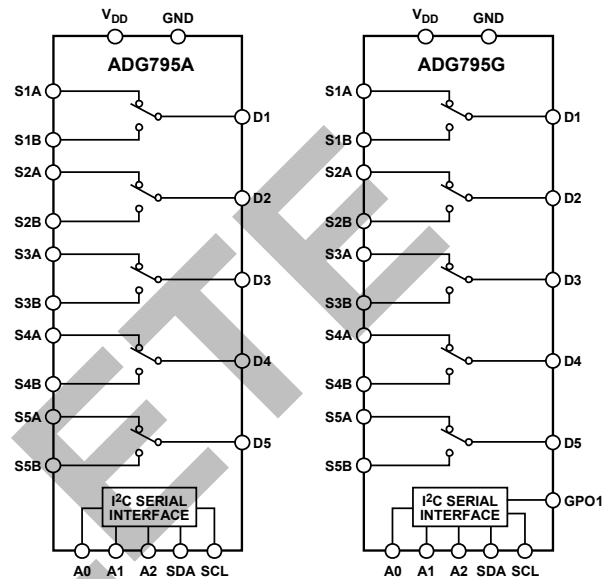 VDD GND
ADG795A
S1A
D1
S1B
S2A
D2
S2B
S3A
D3
S3B
S4A
D4
S4B
S5A
D5
S5B
I2C SERIAL
INTERFACE
A0 A1 A2 SDA SCL
VDD GND
ADG795G
S1A
D1
S1B
S2A
D2
S2B
S3A
D3
S3B
S4A
D4
S4B
S5A
D5
S5B
I2C SERIAL
INTERFACE
GPO1
A0 A1 A2 SDA SCL
ETE